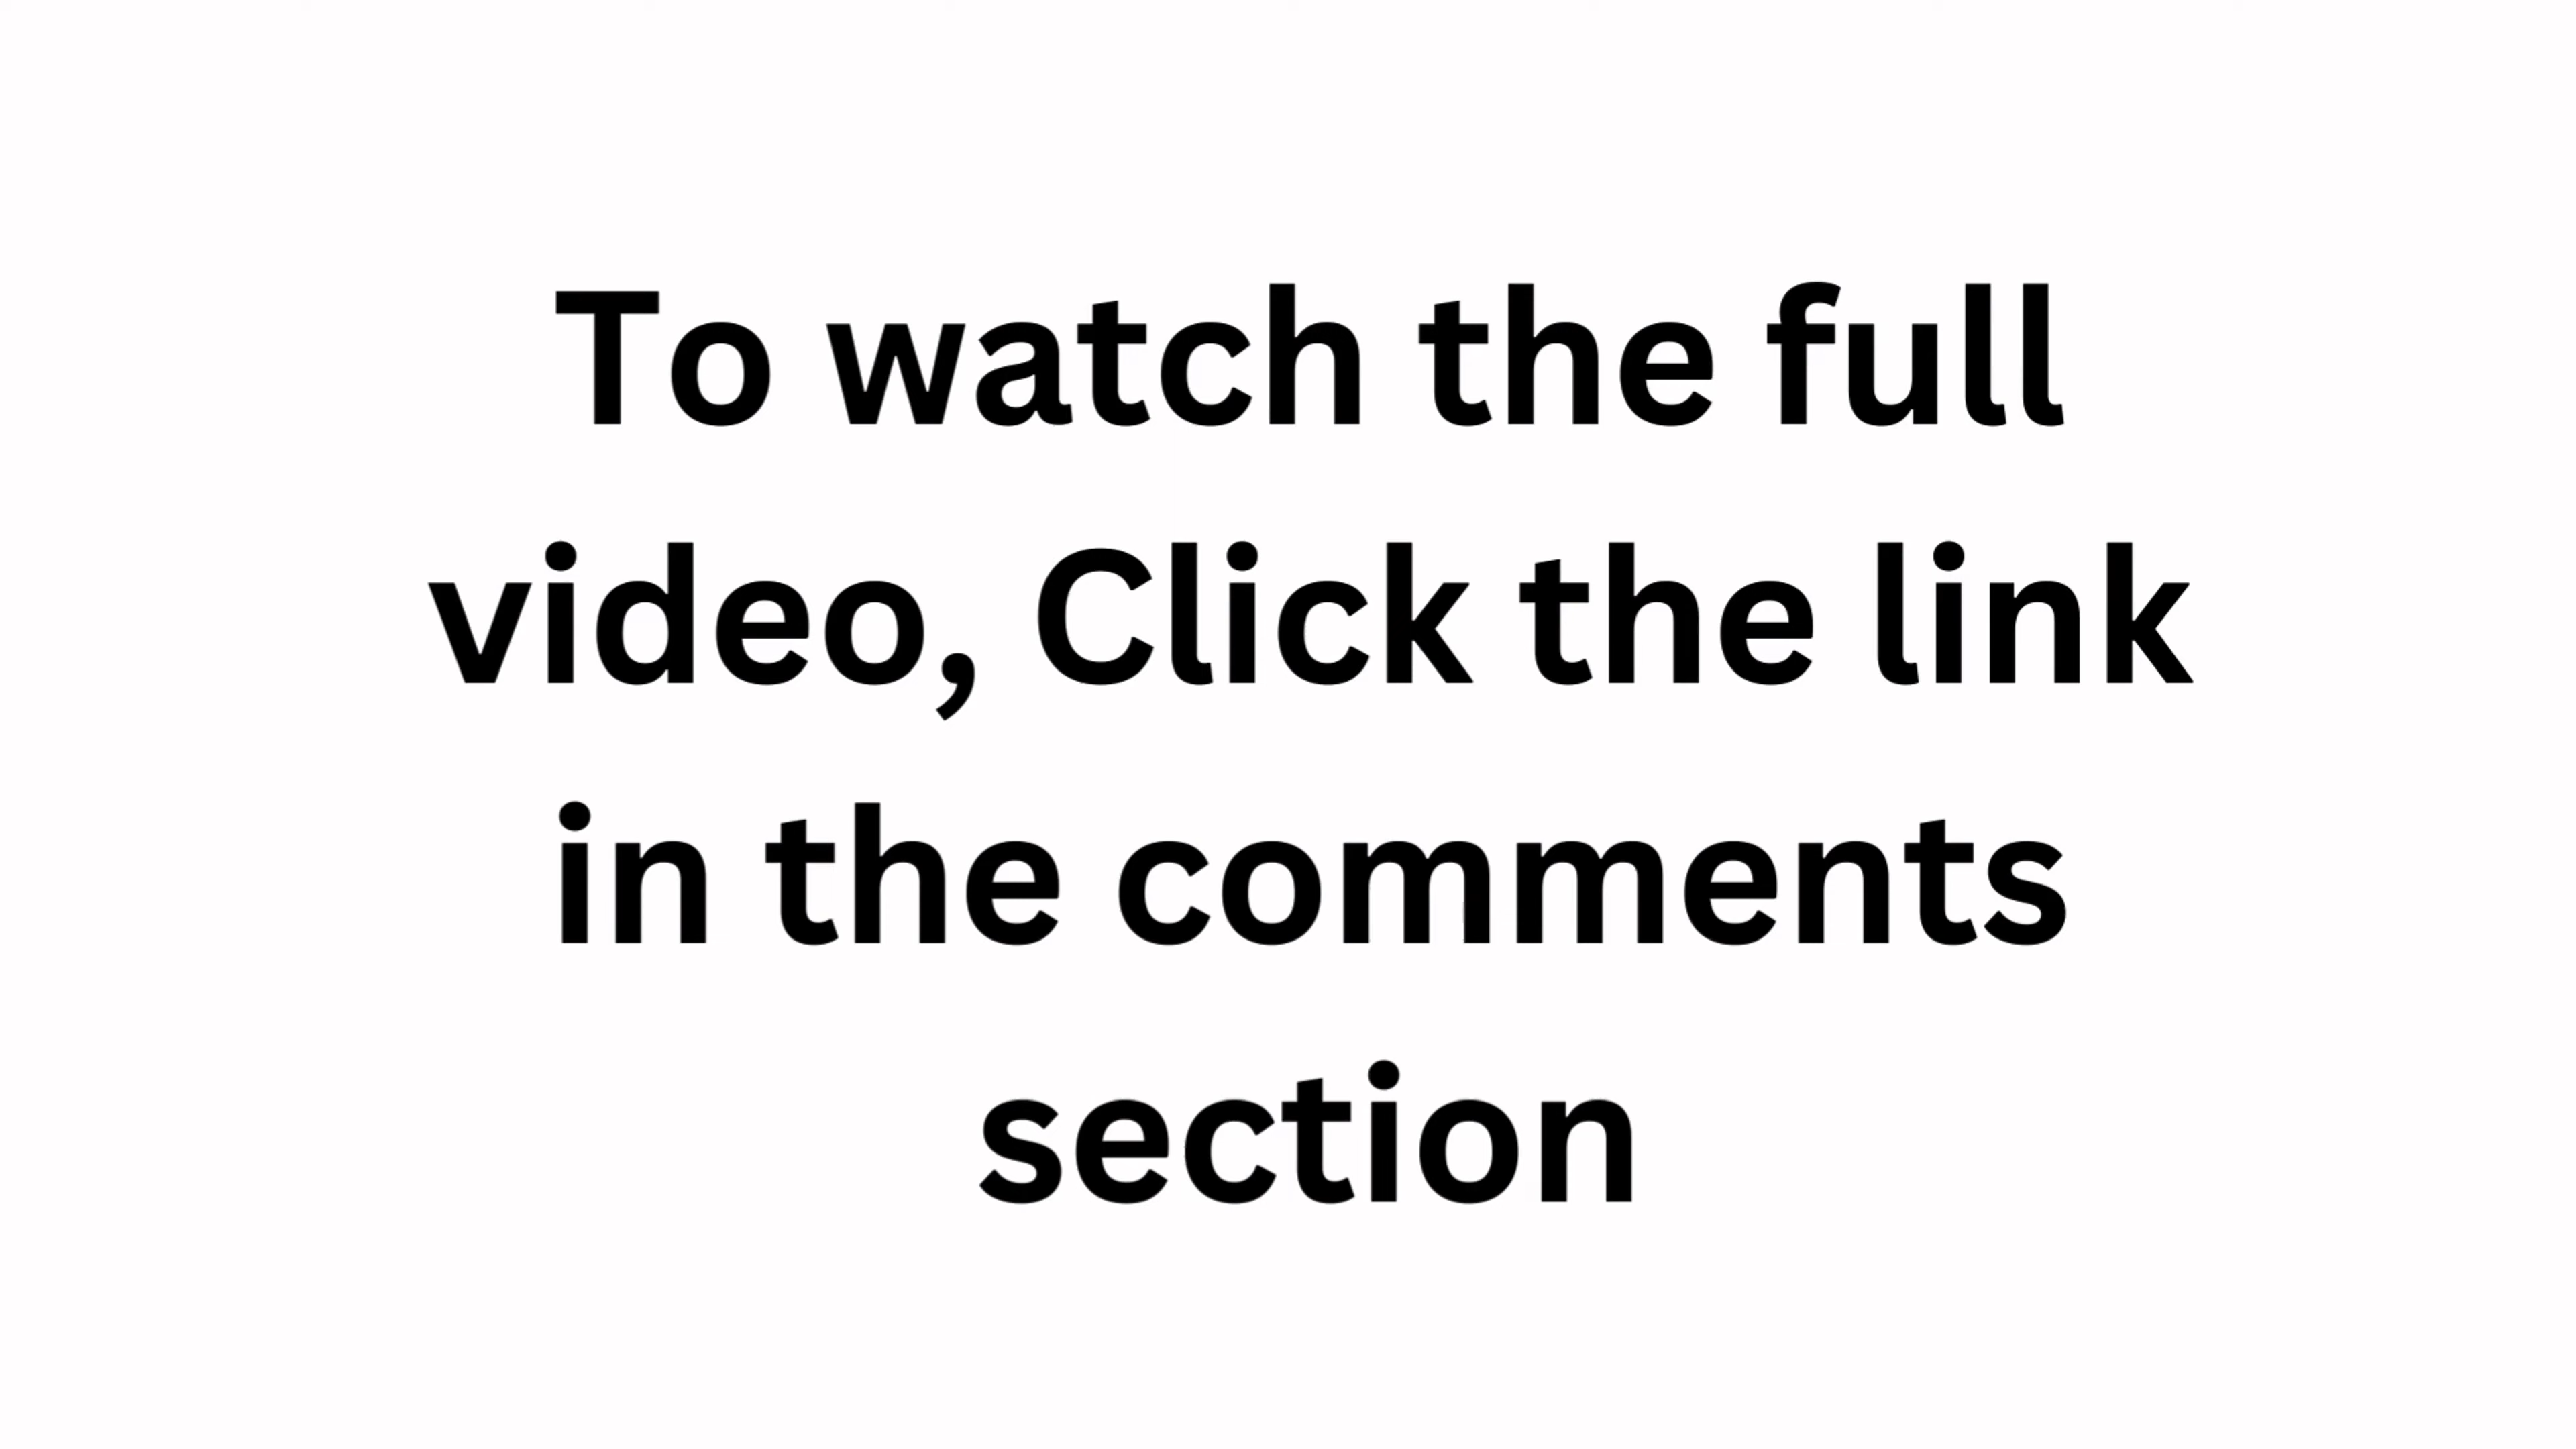 To watch the full
video, Click the link
in the comments
section